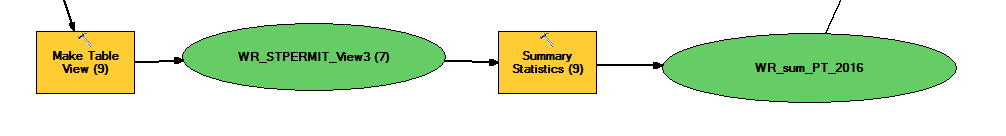 Make Table
View (9)
WR_STPERMIT_View3 (7)
Summary
Statistics (9)
WR_sum_PT_2016